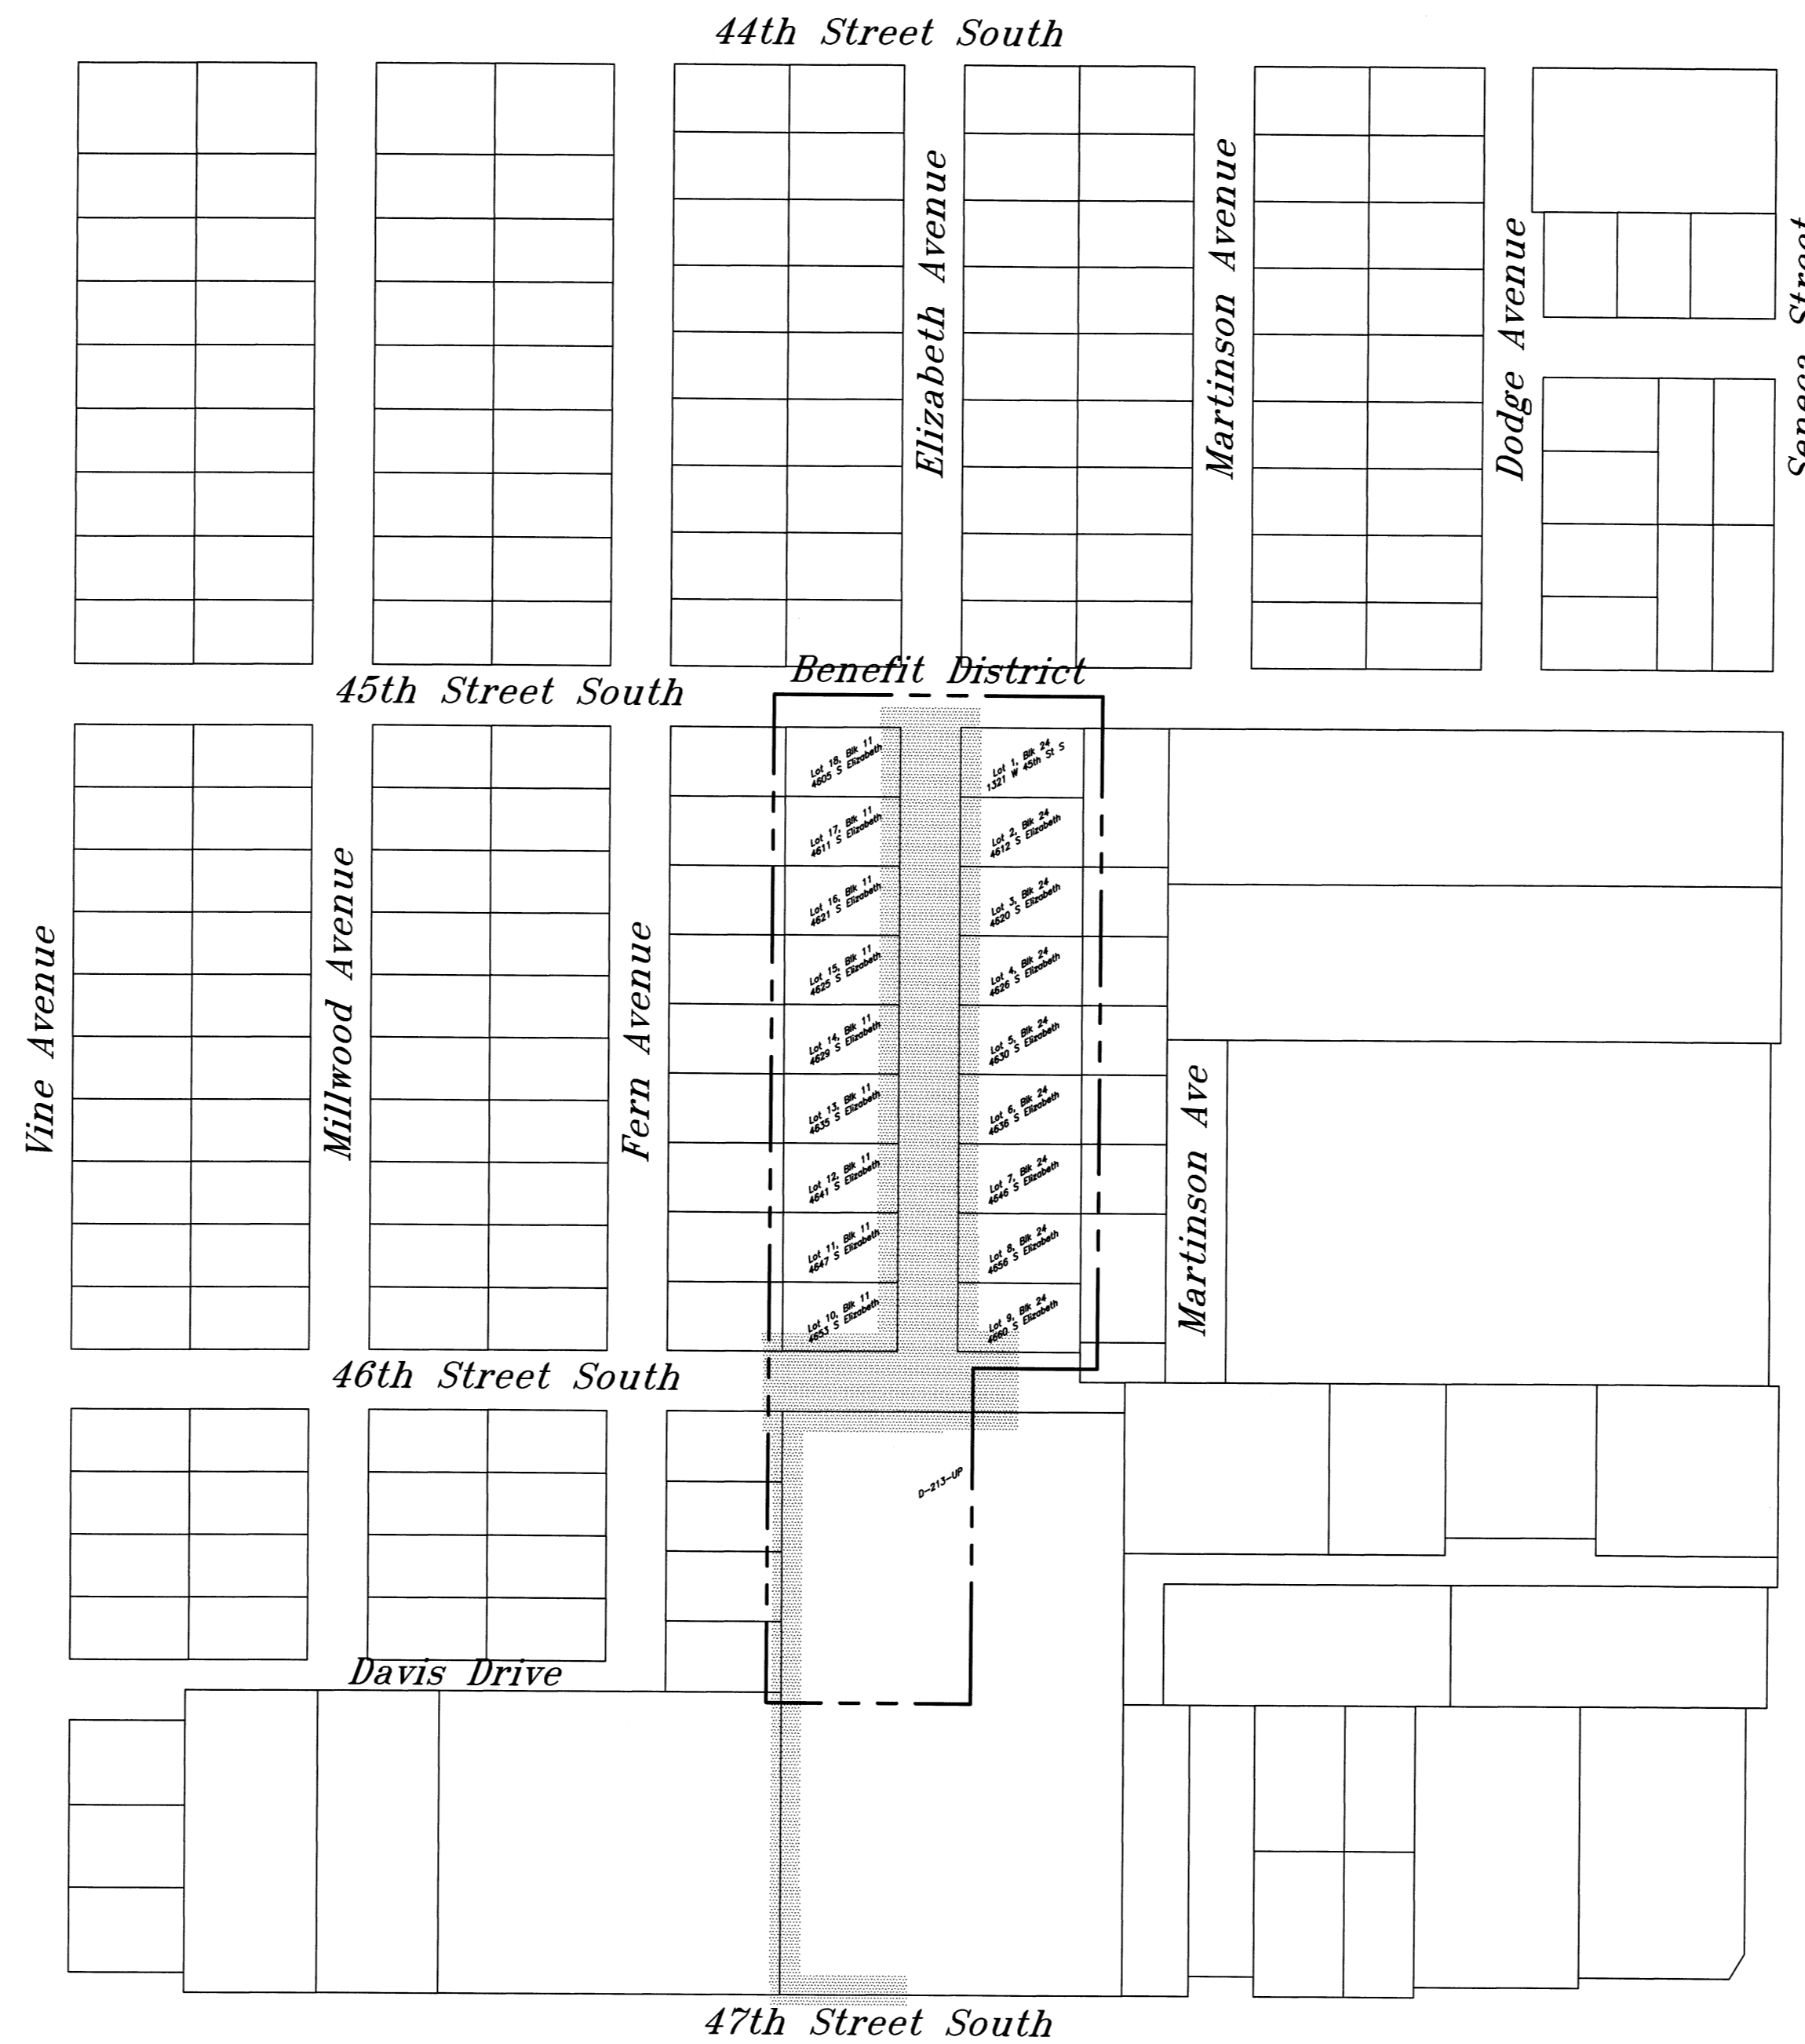 44th Street South
Elizabeth Avenue
Martinson Avenue
Dodge Avenue
Seneca Street
Benefit District
45th Street South
Lot 18, Blk 11
4605 S Elizabeth
Lot 1, Blk 24
1321 W 45th St S
Lot 17, Blk 11
4611 S Elizabeth
Lot 2, Blk 24
4612 S Elizabeth
Lot 16, Blk 11
4621 S Elizabeth
Lot 3, Blk 24
4620 S Elizabeth
Lot 15, Blk 11
4625 S Elizabeth
Lot 4, Blk 24
4626 S Elizabeth
Lot 14, Blk 11
4629 S Elizabeth
Lot 5, Blk 24
4630 S Elizabeth
Lot 13, Blk 11
4635 S Elizabeth
Lot 6, Blk 24
4636 S Elizabeth
Lot 12, Blk 11
4641 S Elizabeth
Lot 7, Blk 24
4646 S Elizabeth
Lot 11, Blk 11
4647 S Elizabeth
Lot 8, Blk 24
4656 S Elizabeth
Lot 10, Blk 11
4653 S Elizabeth
Lot 9, Blk 24
4660 S Elizabeth
Vine Avenue
Millwood Avenue
Fern Avenue
Martinson Ave
46th Street South
D-213-UP
Davis Drive
47th Street South